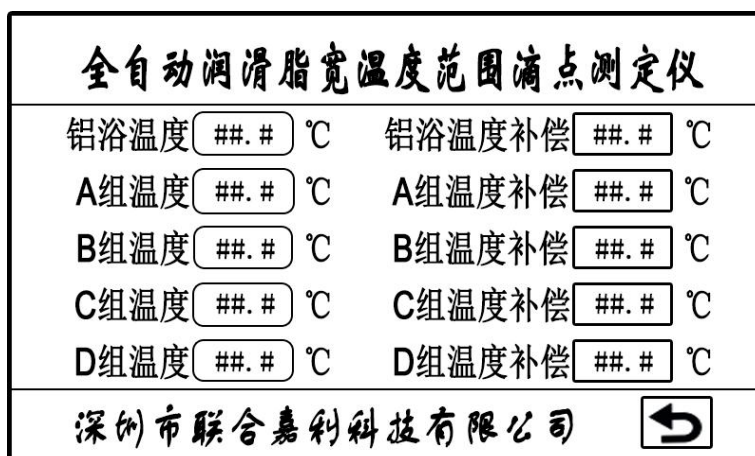 全自动润滑脂宽温度范围滴点测定仪
铝浴温度 ##.# ℃ 铝浴温度补偿 ##.# ℃
A组温度 ##.# ℃ A组温度补偿 ##.# ℃
B组温度 ##.# ℃ B组温度补偿 ##.# ℃
C组温度 ##.# ℃ C组温度补偿 ##.# ℃
D组温度 ##.# ℃ D组温度补偿 ##.# ℃
深圳市联合嘉利科技有限公司